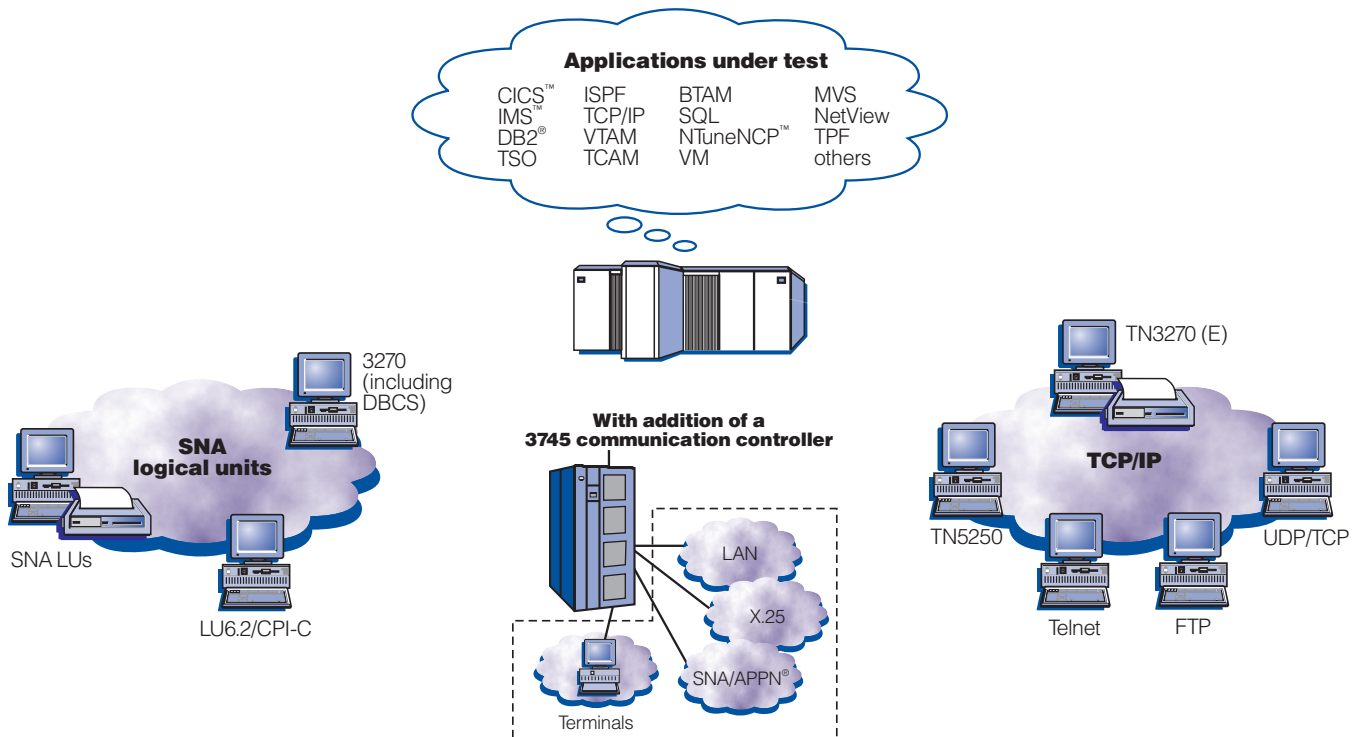 Applications under test
CICS™ ISPF BTAM MVS
IMS™ TCP/IP SQL NetView
DB2® VTAM NTuneNCP™ TPF
TSO TCAM VM others
3270
(including
DBCS)
SNA
logical units
SNA LUs
LU6.2/CPI-C
With addition of a
3745 communication controller
LAN
X.25
SNA/APPN®
Terminals
TN3270 (E)
TCP/IP
TN5250
UDP/TCP
Telnet
FTP